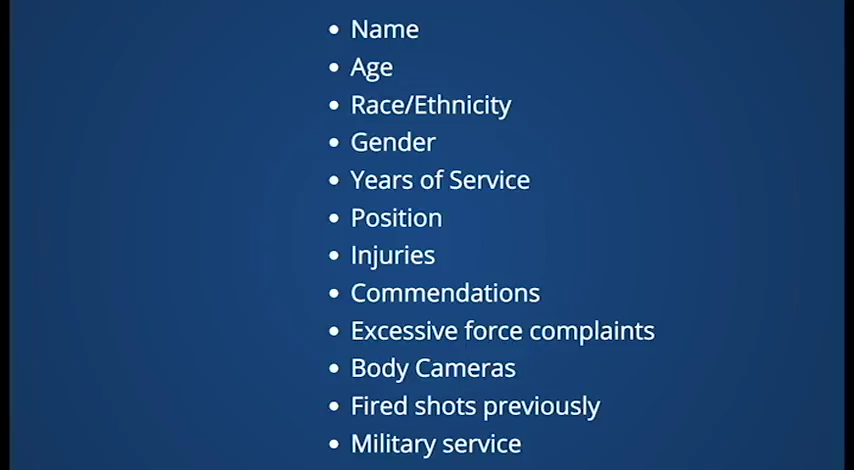 • Name
• Age
• Race/Ethnicity
• Gender
• Years of Service
• Position
• Injuries
• Commendations
• Excessive force complaints
• Body Cameras
• Fired shots previously
• Military service